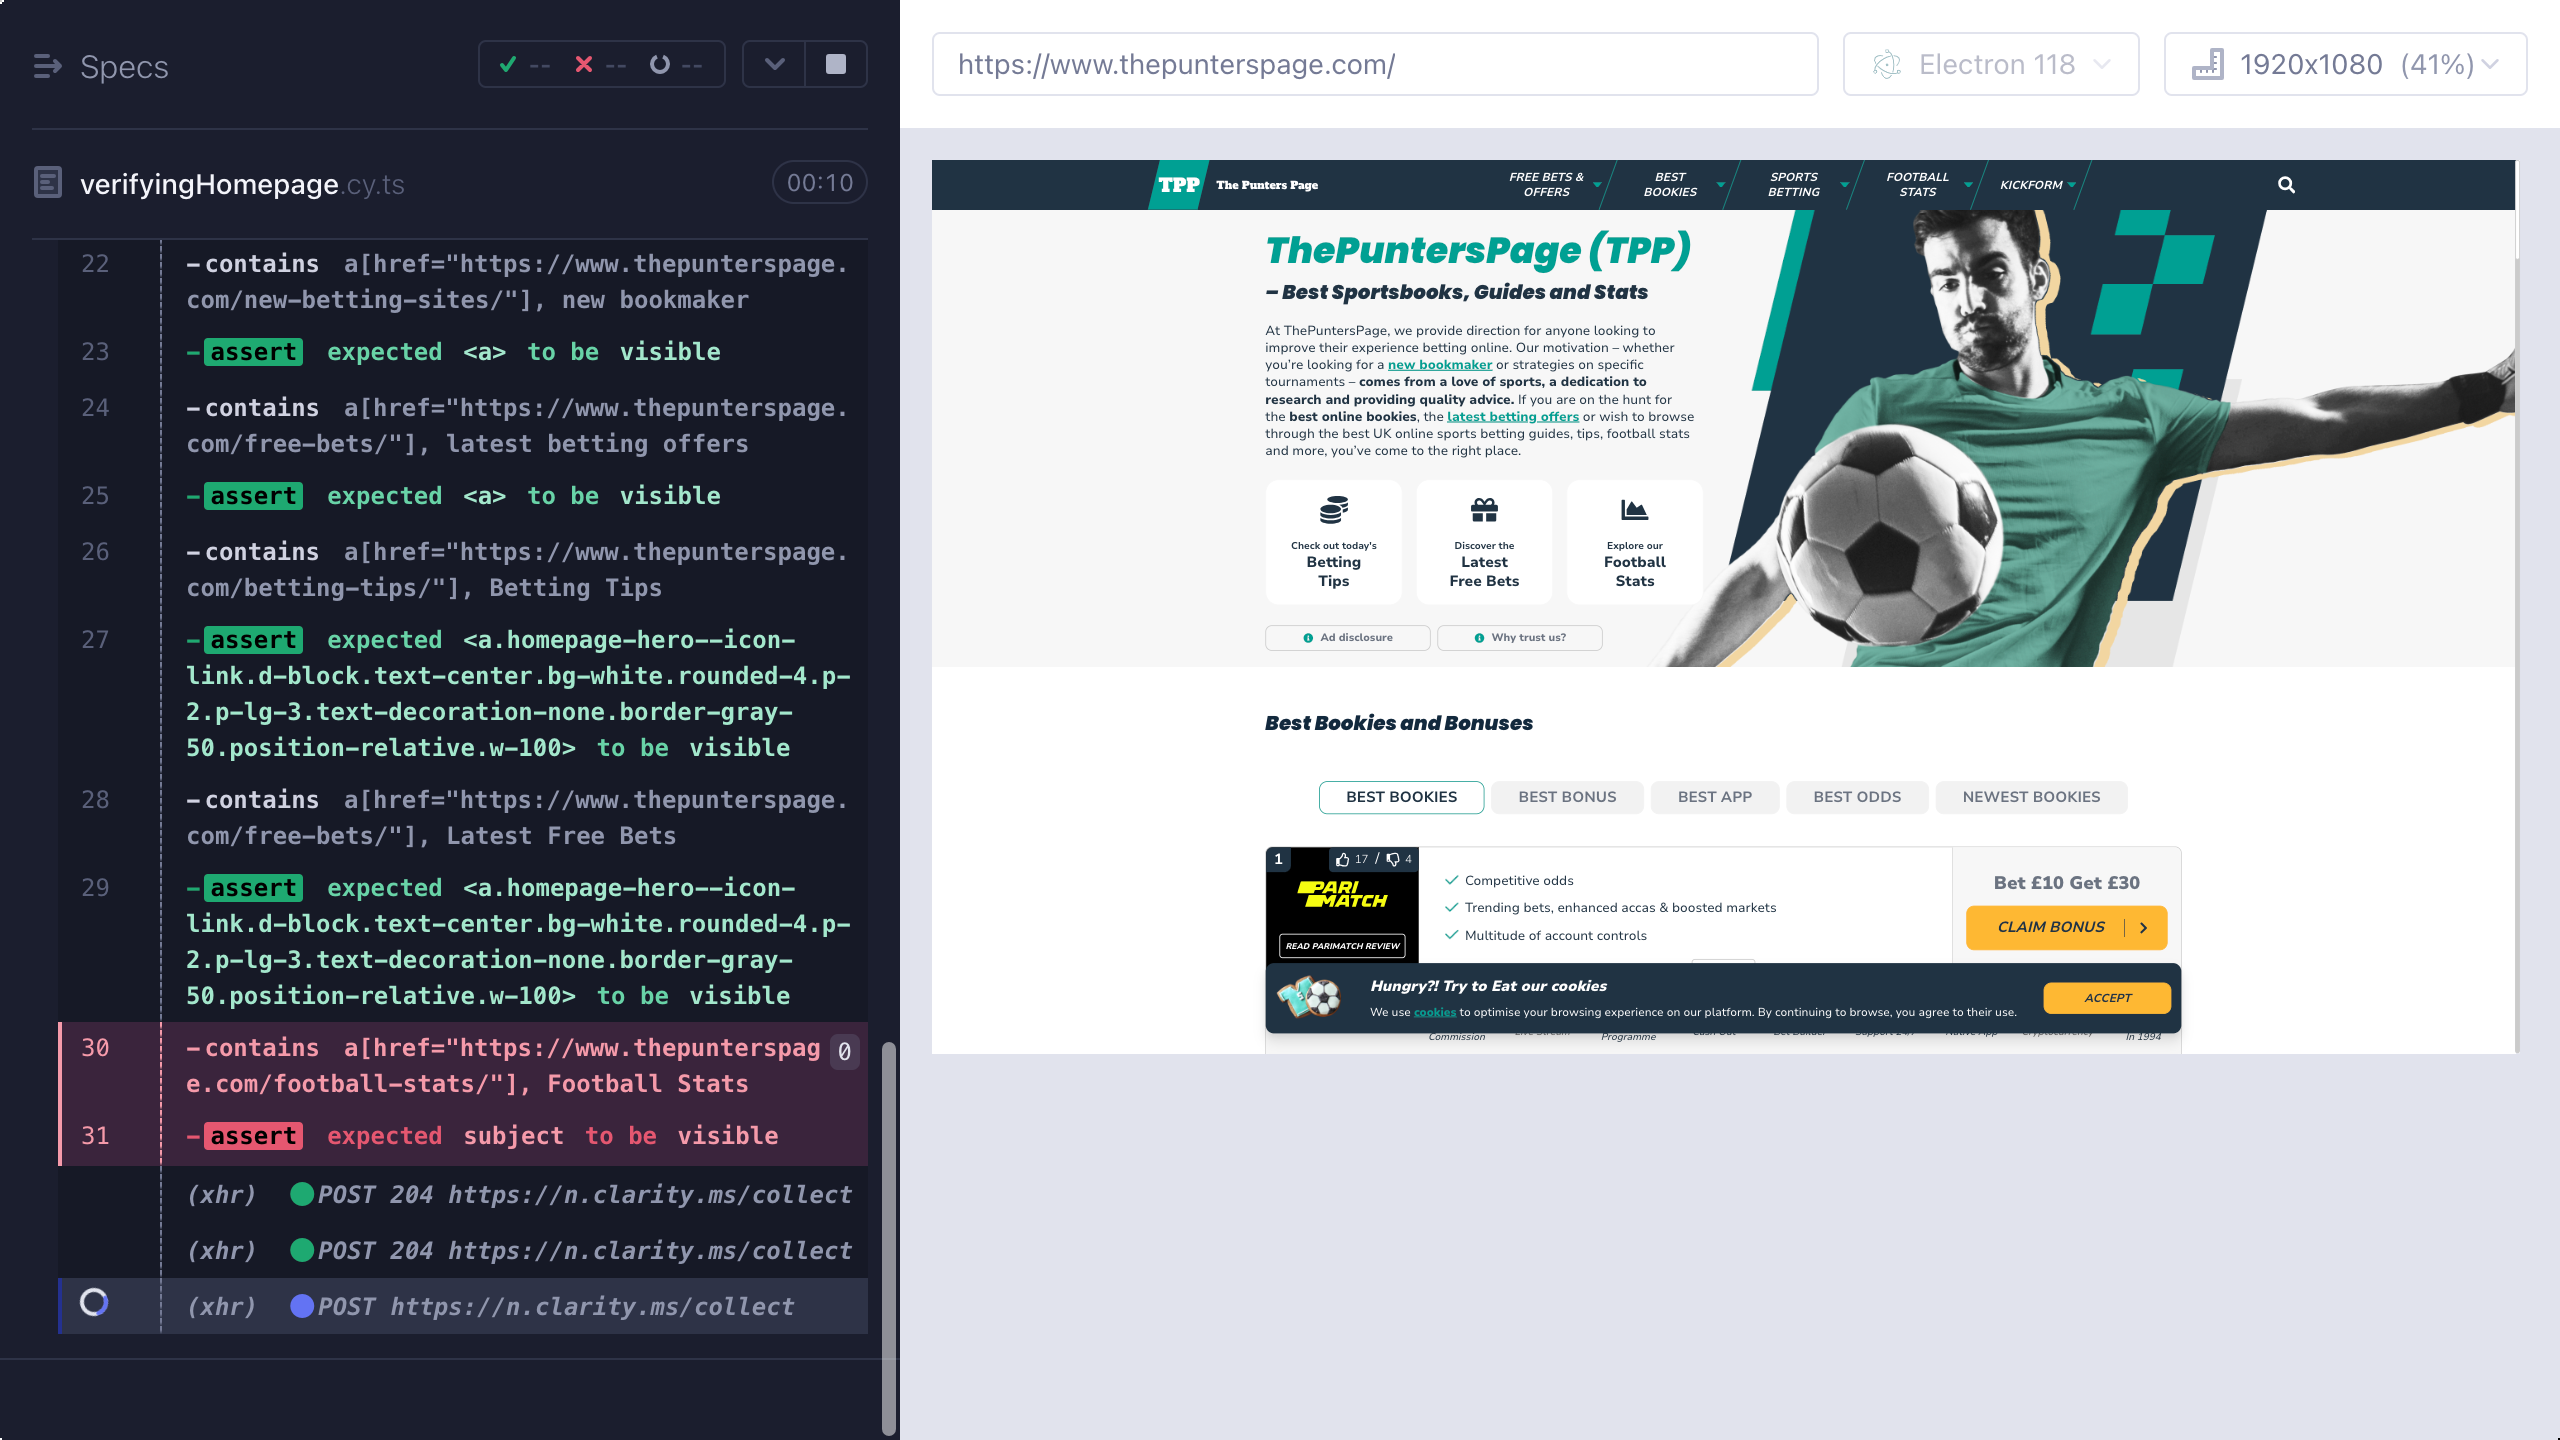 Specs
-- -- --
verifyingHomepage.cy.ts
00:10
22 -contains a[href="https://www.thepunterspage.
com/new-betting-sites/"], new bookmaker
23 -assert expected <a> to be visible
24 -contains a[href="https://www.thepunterspage.
com/free-bets/"], latest betting offers
25 -assert expected <a> to be visible
26 -contains a[href="https://www.thepunterspage.
com/betting-tips/"], Betting Tips
27 -assert expected <a.homepage-hero--icon-
link.d-block.text-center.bg-white.rounded-4.p-
2.p-lg-3.text-decoration-none.border-gray-
50.position-relative.w-100> to be visible
28 -contains a[href="https://www.thepunterspage.
com/free-bets/"], Latest Free Bets
29 -assert expected <a.homepage-hero--icon-
link.d-block.text-center.bg-white.rounded-4.p-
2.p-lg-3.text-decoration-none.border-gray-
50.position-relative.w-100> to be visible
30 -contains a[href="https://www.thepunterspag 0
e.com/football-stats/"], Football Stats
31 -assert expected subject to be visible
(xhr) POST 204 https://n.clarity.ms/collect
(xhr) POST 204 https://n.clarity.ms/collect
(xhr) POST https://n.clarity.ms/collect
https://www.thepunterspage.com/
Electron 118
1920x1080 (41%)
TPP The Punters Page
FREE BETS &
OFFERS
BEST
BOOKIES
SPORTS
BETTING
FOOTBALL
STATS
KICKFORM
ThePuntersPage (TPP)
– Best Sportsbooks, Guides and Stats
At ThePuntersPage, we provide direction for anyone looking to
improve their experience betting online. Our motivation – whether
you're looking for a new bookmaker or strategies on specific
tournaments – comes from a love of sports, a dedication to
research and providing quality advice. If you are on the hunt for
the best online bookies, the latest betting offers or wish to browse
through the best UK online sports betting guides, tips, football stats
and more, you've come to the right place.
Check out today's
Betting
Tips
Discover the
Latest
Free Bets
Explore our
Football
Stats
Ad disclosure
Why trust us?
Best Bookies and Bonuses
BEST BOOKIES
BEST BONUS
BEST APP
BEST ODDS
NEWEST BOOKIES
1
17 / 4
PARI
MATCH
READ PARIMATCH REVIEW
Competitive odds
Trending bets, enhanced accas & boosted markets
Multitude of account controls
Bet £10 Get £30
CLAIM BONUS
Hungry?! Try to Eat our cookies
We use cookies to optimise your browsing experience on our platform. By continuing to browse, you agree to their use.
ACCEPT
Commission
Programme
In 1994